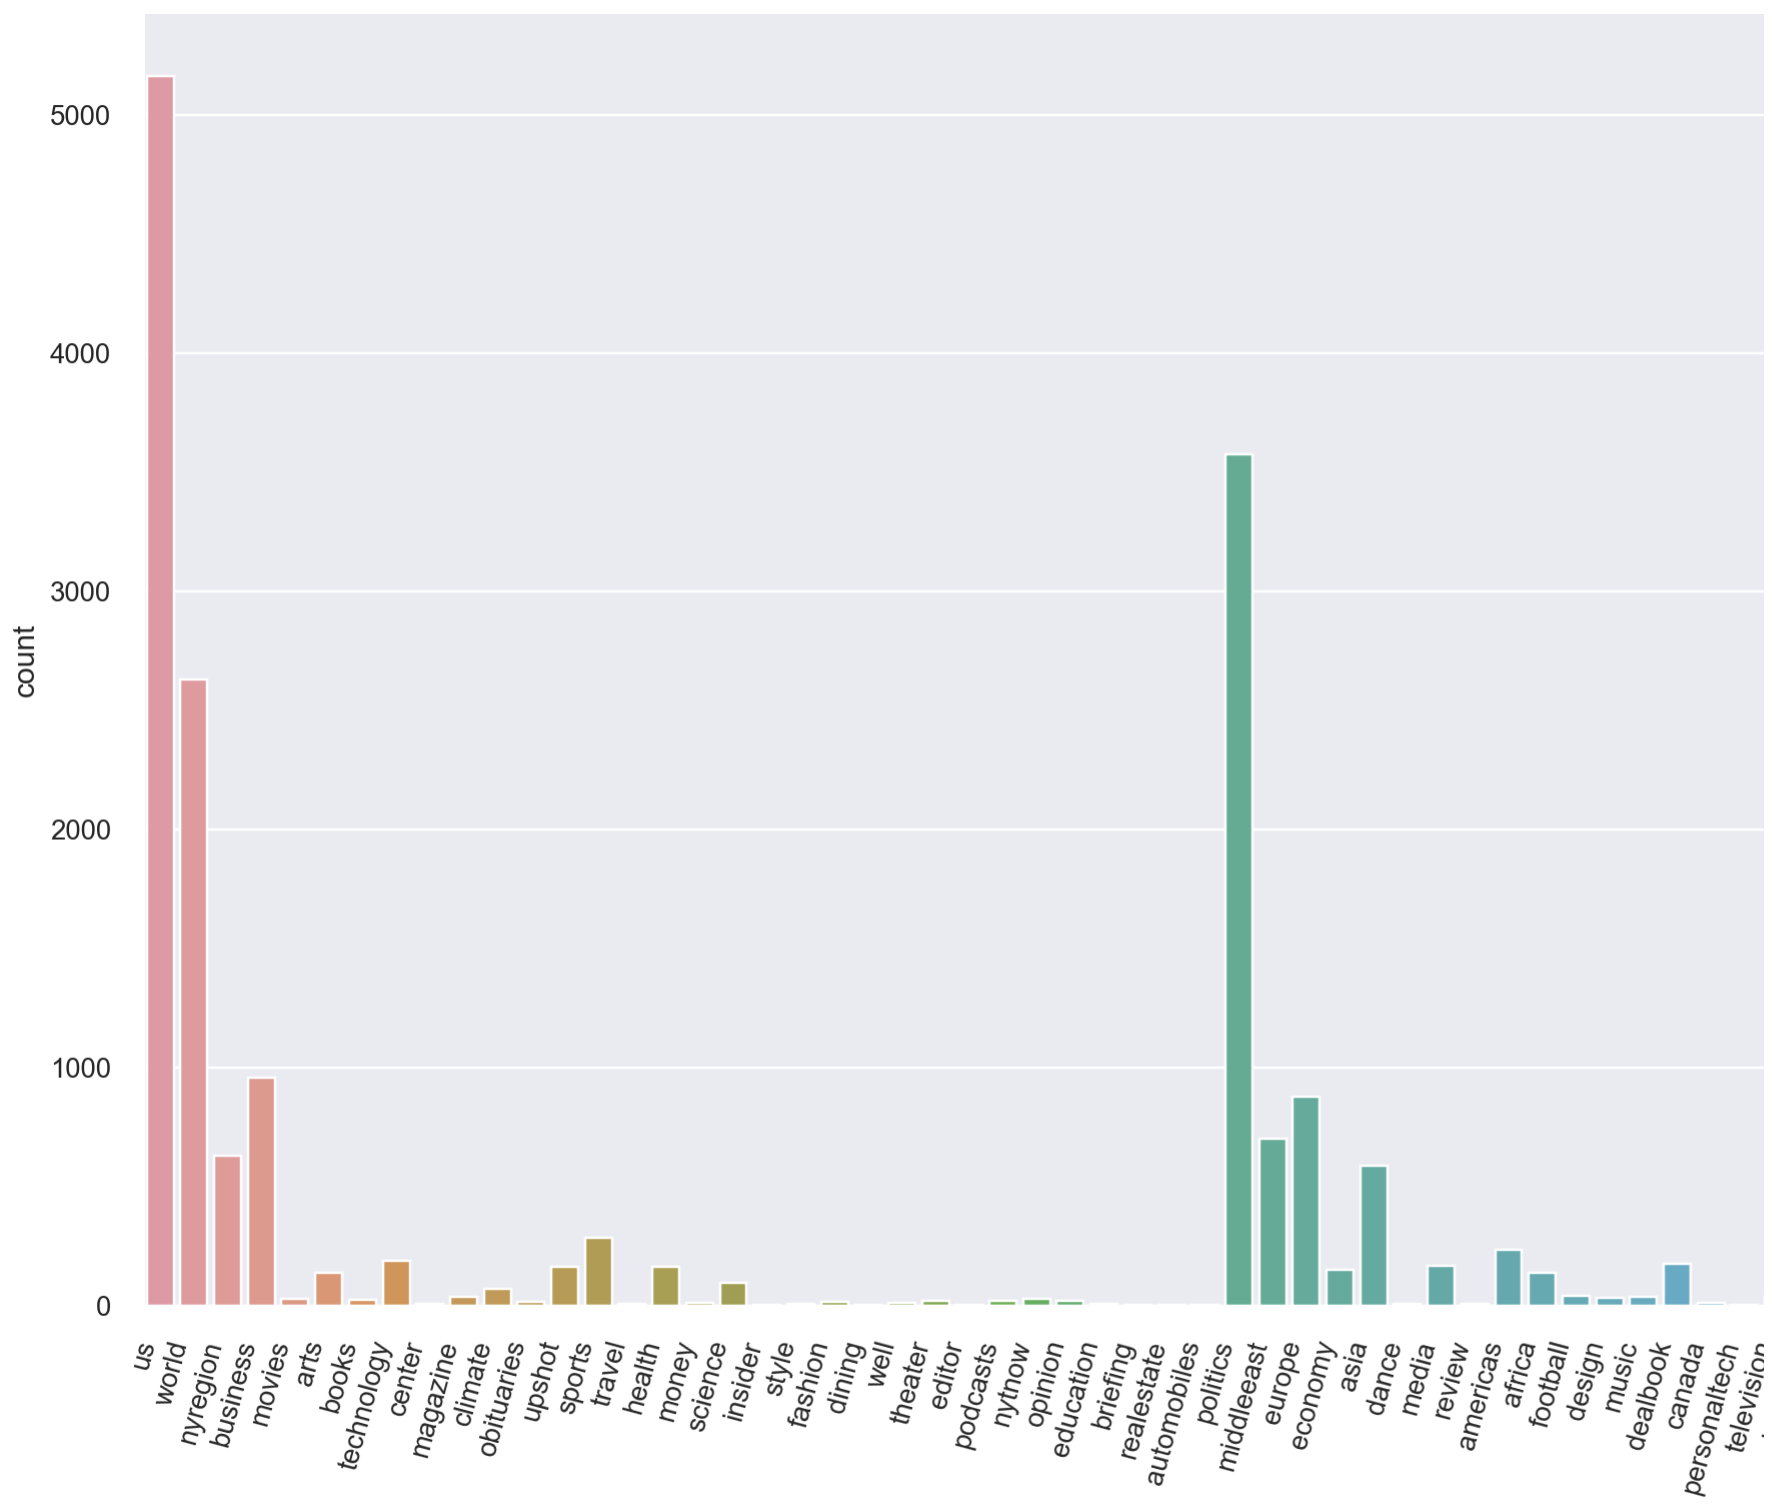 5000
4000
3000
2000
1000
0
count
us
world
nyregion
business
movies
arts
books
technology
center
magazine
climate
obituaries
upshot
sports
travel
health
money
science
insider
style
fashion
dining
well
theater
editor
podcasts
nytnow
opinion
education
briefing
realestate
automobiles
politics
middleeast
europe
economy
asia
dance
media
review
americas
africa
football
design
music
dealbook
canada
personaltech
television